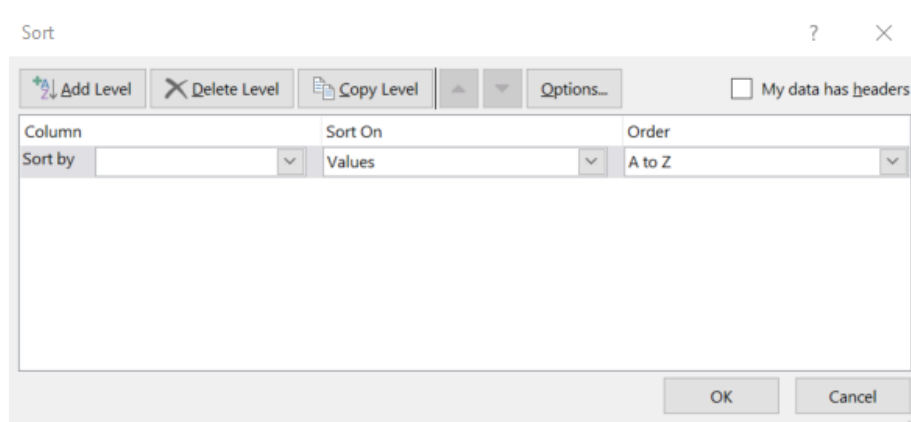 Sort ?
Add Level Delete Level Copy Level Options... My data has headers
Column Sort On Order
Sort by Values A to Z
OK Cancel